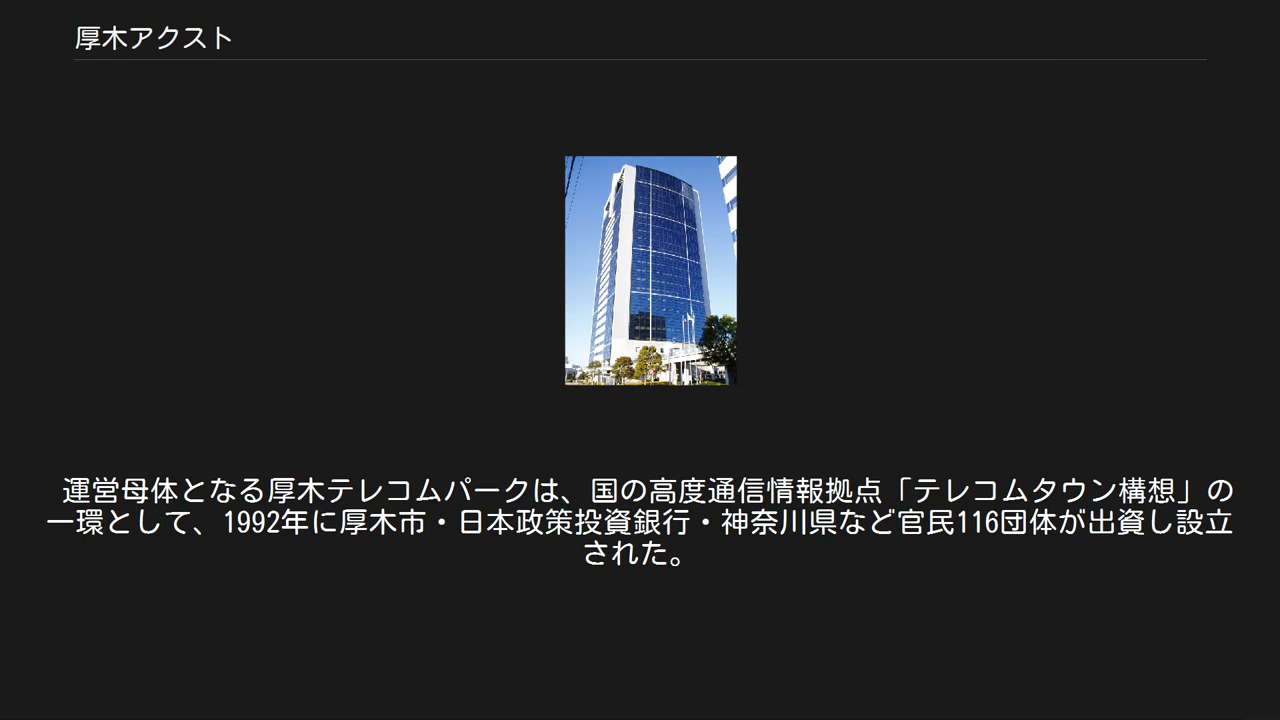 厚木アクスト
運営母体となる厚木テレコムパークは、国の高度通信情報拠点「テレコムタウン構想」の
一環として、1992年に厚木市・日本政策投資銀行・神奈川県など官民116団体が出資し設立
された。